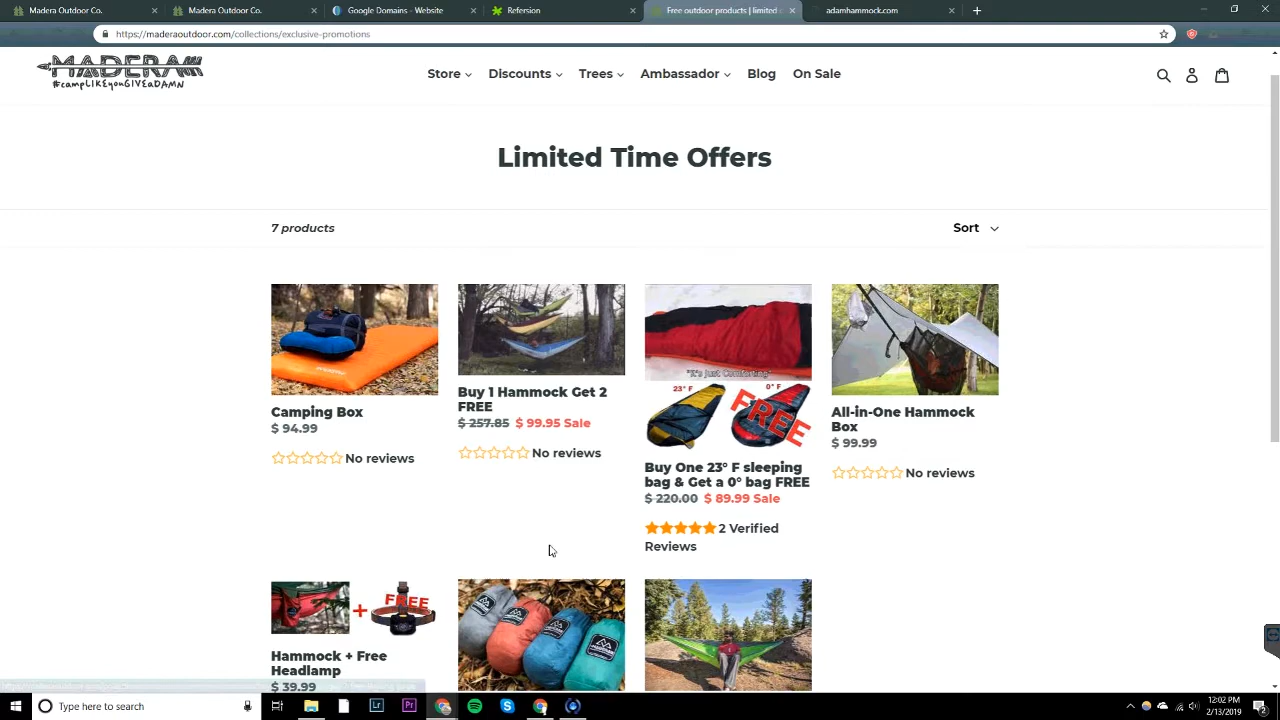 Madera Outdoor
Madera
Ambassador
Outdoor - Wikipedia
Refersion
Free outdoor products | limited
adamhammock.com
https://maderaoutdoor.com/collections/exclusive-promotions
MADERA
#campLIKEyouGIVEaDAMN
Store
Discounts
Trees
Ambassador
Blog
On Sale
Limited Time Offers
7 products
Sort
"It's Just Comforting"
23° F
0° F
FREE
Camping Box
$ 94.99
No reviews
Buy 1 Hammock Get 2
FREE
$ 257.85 $ 99.95 Sale
No reviews
Buy One 23° F sleeping
bag & Get a 0° bag FREE
$ 220.00 $ 89.99 Sale
2 Verified
Reviews
All-in-One Hammock
Box
$ 99.99
No reviews
+ FREE
Hammock + Free
Headlamp
$ 39.99
Type here to search
Lr
Pr
12:02 PM
2/13/2019
2